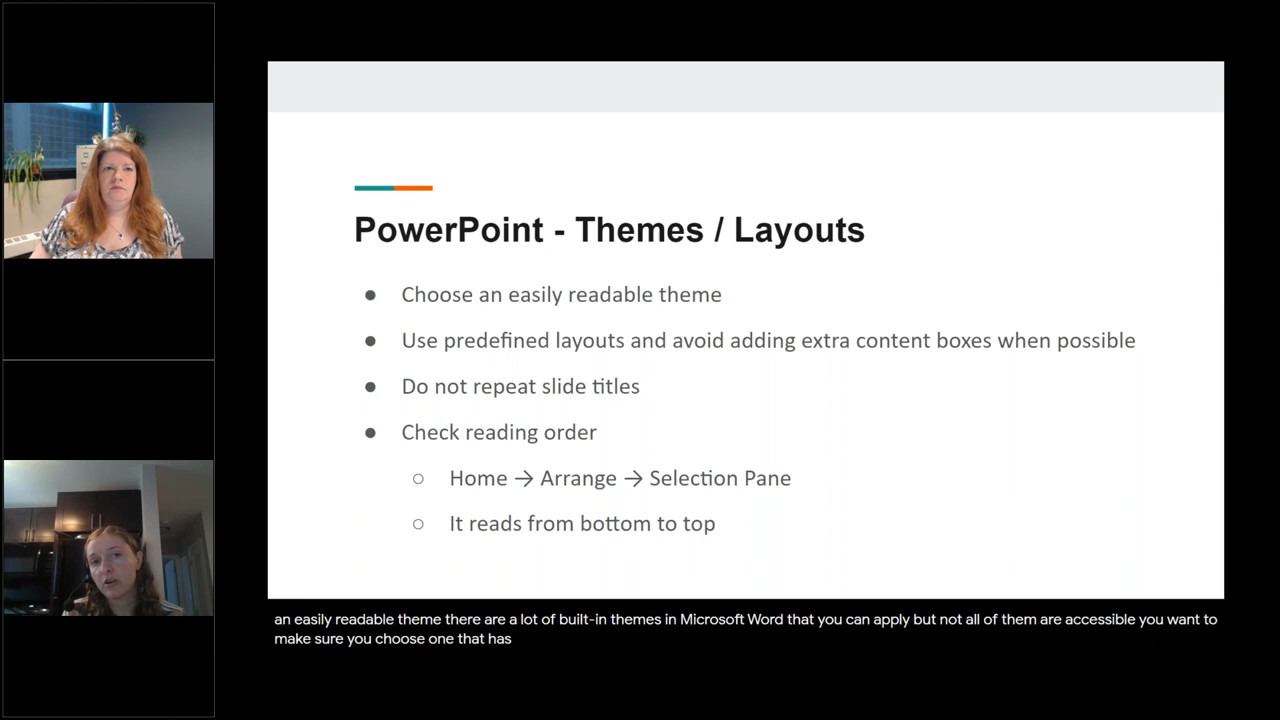 PowerPoint - Themes / Layouts
● Choose an easily readable theme
● Use predefined layouts and avoid adding extra content boxes when possible
● Do not repeat slide titles
● Check reading order
○ Home → Arrange → Selection Pane
○ It reads from bottom to top
an easily readable theme there are a lot of built-in themes in Microsoft Word that you can apply but not all of them are accessible you want to
make sure you choose one that has